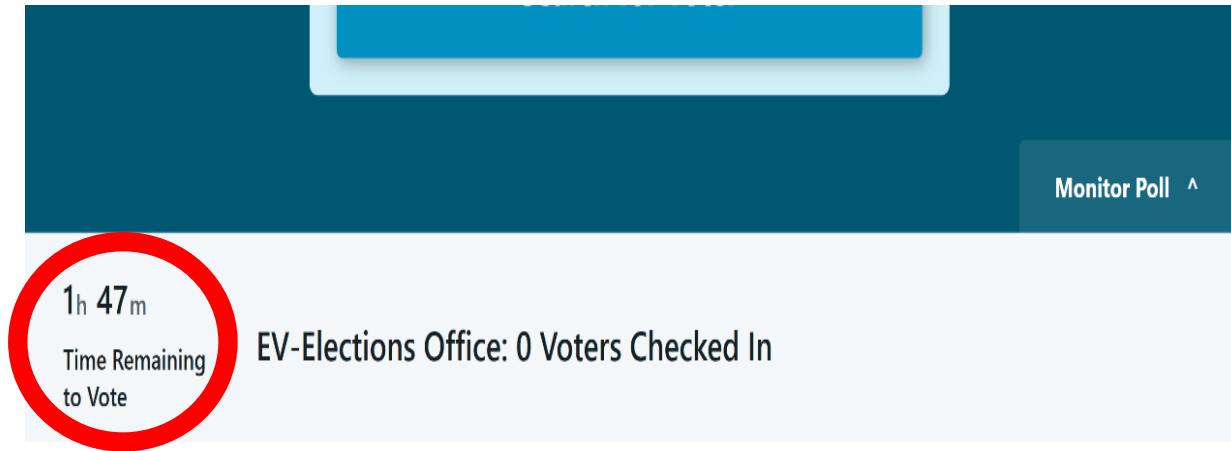 Monitor Poll ^
1h 47m
Time Remaining
to Vote
EV-Elections Office: 0 Voters Checked In